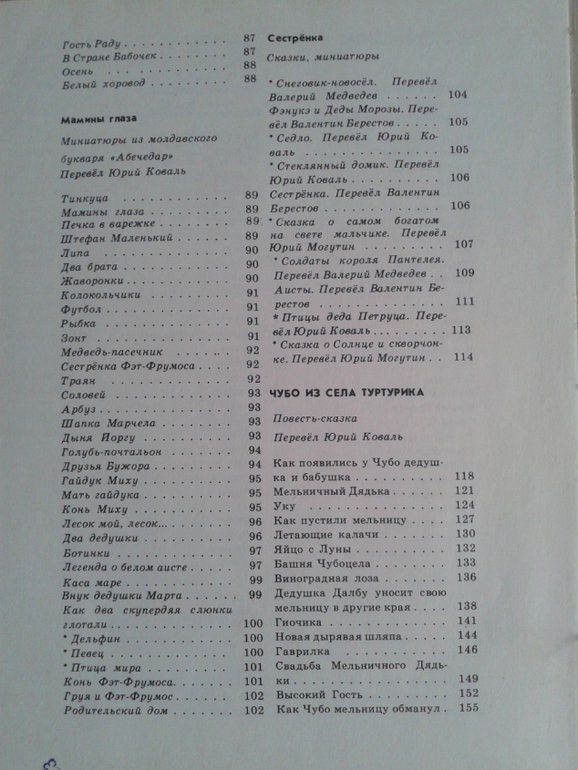 Гость Раду . . . . . . . . . . . 87
В Стране Бабочек . . . . . . . . 87
Осень . . . . . . . . . . . 88
Белый хоровод . . . . . . . . . 88
Мамины глаза
Миниатюры из молдавского
букваря «Абечедар»
Перевёл Юрий Коваль
Тинкуца . . . . . . . . . . . . 89
Мамины глаза . . . . . . . . . 89
Печка в варежке . . . . . . . . 89
Штефан Маленький . . . . . . . 89
Липа . . . . . . . . . . . . 90
Два брата . . . . . . . . . . . 90
Жаворонки . . . . . . . . . . . 90
Колокольчики . . . . . . . . . 91
Футбол . . . . . . . . . . . . 91
Рыбка . . . . . . . . . . . . 91
Зонт . . . . . . . . . . . . 91
Медведь-пасечник . . . . . . . 92
Сестрёнка Фэт-Фрумоса . . . . . 92
Траян . . . . . . . . . . . . 92
Соловей . . . . . . . . . . . 93
Арбуз . . . . . . . . . . . . 93
Шапка Марчела . . . . . . . . . 93
Дыня Йоргу . . . . . . . . . . 93
Голубь-почтальон . . . . . . . 94
Друзья Бужора . . . . . . . . . 94
Гайдук Миху . . . . . . . . . . 95
Мать гайдука . . . . . . . . . 95
Конь Миху . . . . . . . . . . . 95
Лесок мой, лесок... . . . . . . . 96
Два дедушки . . . . . . . . . . 96
Ботинки . . . . . . . . . . . 97
Легенда о белом аисте . . . . . 97
Каса маре . . . . . . . . . . . 99
Внук дедушки Марта . . . . . . . 99
Как два скупердяя слюнки
глотали . . . . . . . . . . . . 100
* Дельфин . . . . . . . . . . . 100
* Певец . . . . . . . . . . . . 100
* Птица мира . . . . . . . . . 101
Конь Фэт-Фрумоса. . . . . . . . 101
Груя и Фэт-Фрумос . . . . . . . 102
Родительский дом . . . . . . . 102
Сестрёнка
Сказки, миниатюры
* Снеговик-новосёл. Перевёл
Валерий Медведев . . . . . . 104
Фэнукэ и Деды Морозы. Пере-
вёл Валентин Берестов . . . . . 105
* Седло. Перевёл Юрий Ко-
валь . . . . . . . . . . . . 105
* Стеклянный домик. Перевёл
Юрий Коваль . . . . . . . . . 106
Сестрёнка. Перевёл Валентин
Берестов . . . . . . . . . . . 106
* Сказка о самом богатом
на свете мальчике. Перевёл
Юрий Могутин . . . . . . . . 107
* Солдаты короля Пантелея.
Перевёл Валерий Медведев . . 109
Аисты. Перевёл Валентин Бе-
рестов . . . . . . . . . . . . 111
* Птицы деда Петруца. Пере-
вёл Юрий Коваль . . . . . . . 113
* Сказка о Солнце и скворчон-
ке. Перевёл Юрий Могутин . . 114
ЧУБО ИЗ СЕЛА ТУРТУРИКА
Повесть-сказка
Перевёл Юрий Коваль
Как появились у Чубо дедуш-
ка и бабушка . . . . . . . . . 118
Мельничный Дядька . . . . . . 121
Уку . . . . . . . . . . . . . 124
Как пустили мельницу . . . . 127
Летающие калачи . . . . . . . 130
Яйцо с Луны . . . . . . . . . 132
Башня Чубоцела . . . . . . . 133
Виноградная лоза . . . . . . . 136
Дедушка Далбу уносит свою
мельницу в другие края . . . . 138
Гиочика . . . . . . . . . . . 141
Новая дырявая шляпа . . . . . 144
Гаврилка . . . . . . . . . . 146
Свадьба Мельничного Дядь-
ки . . . . . . . . . . . . . . 149
Высокий Гость . . . . . . . . 152
Как Чубо мельницу обманул . 155